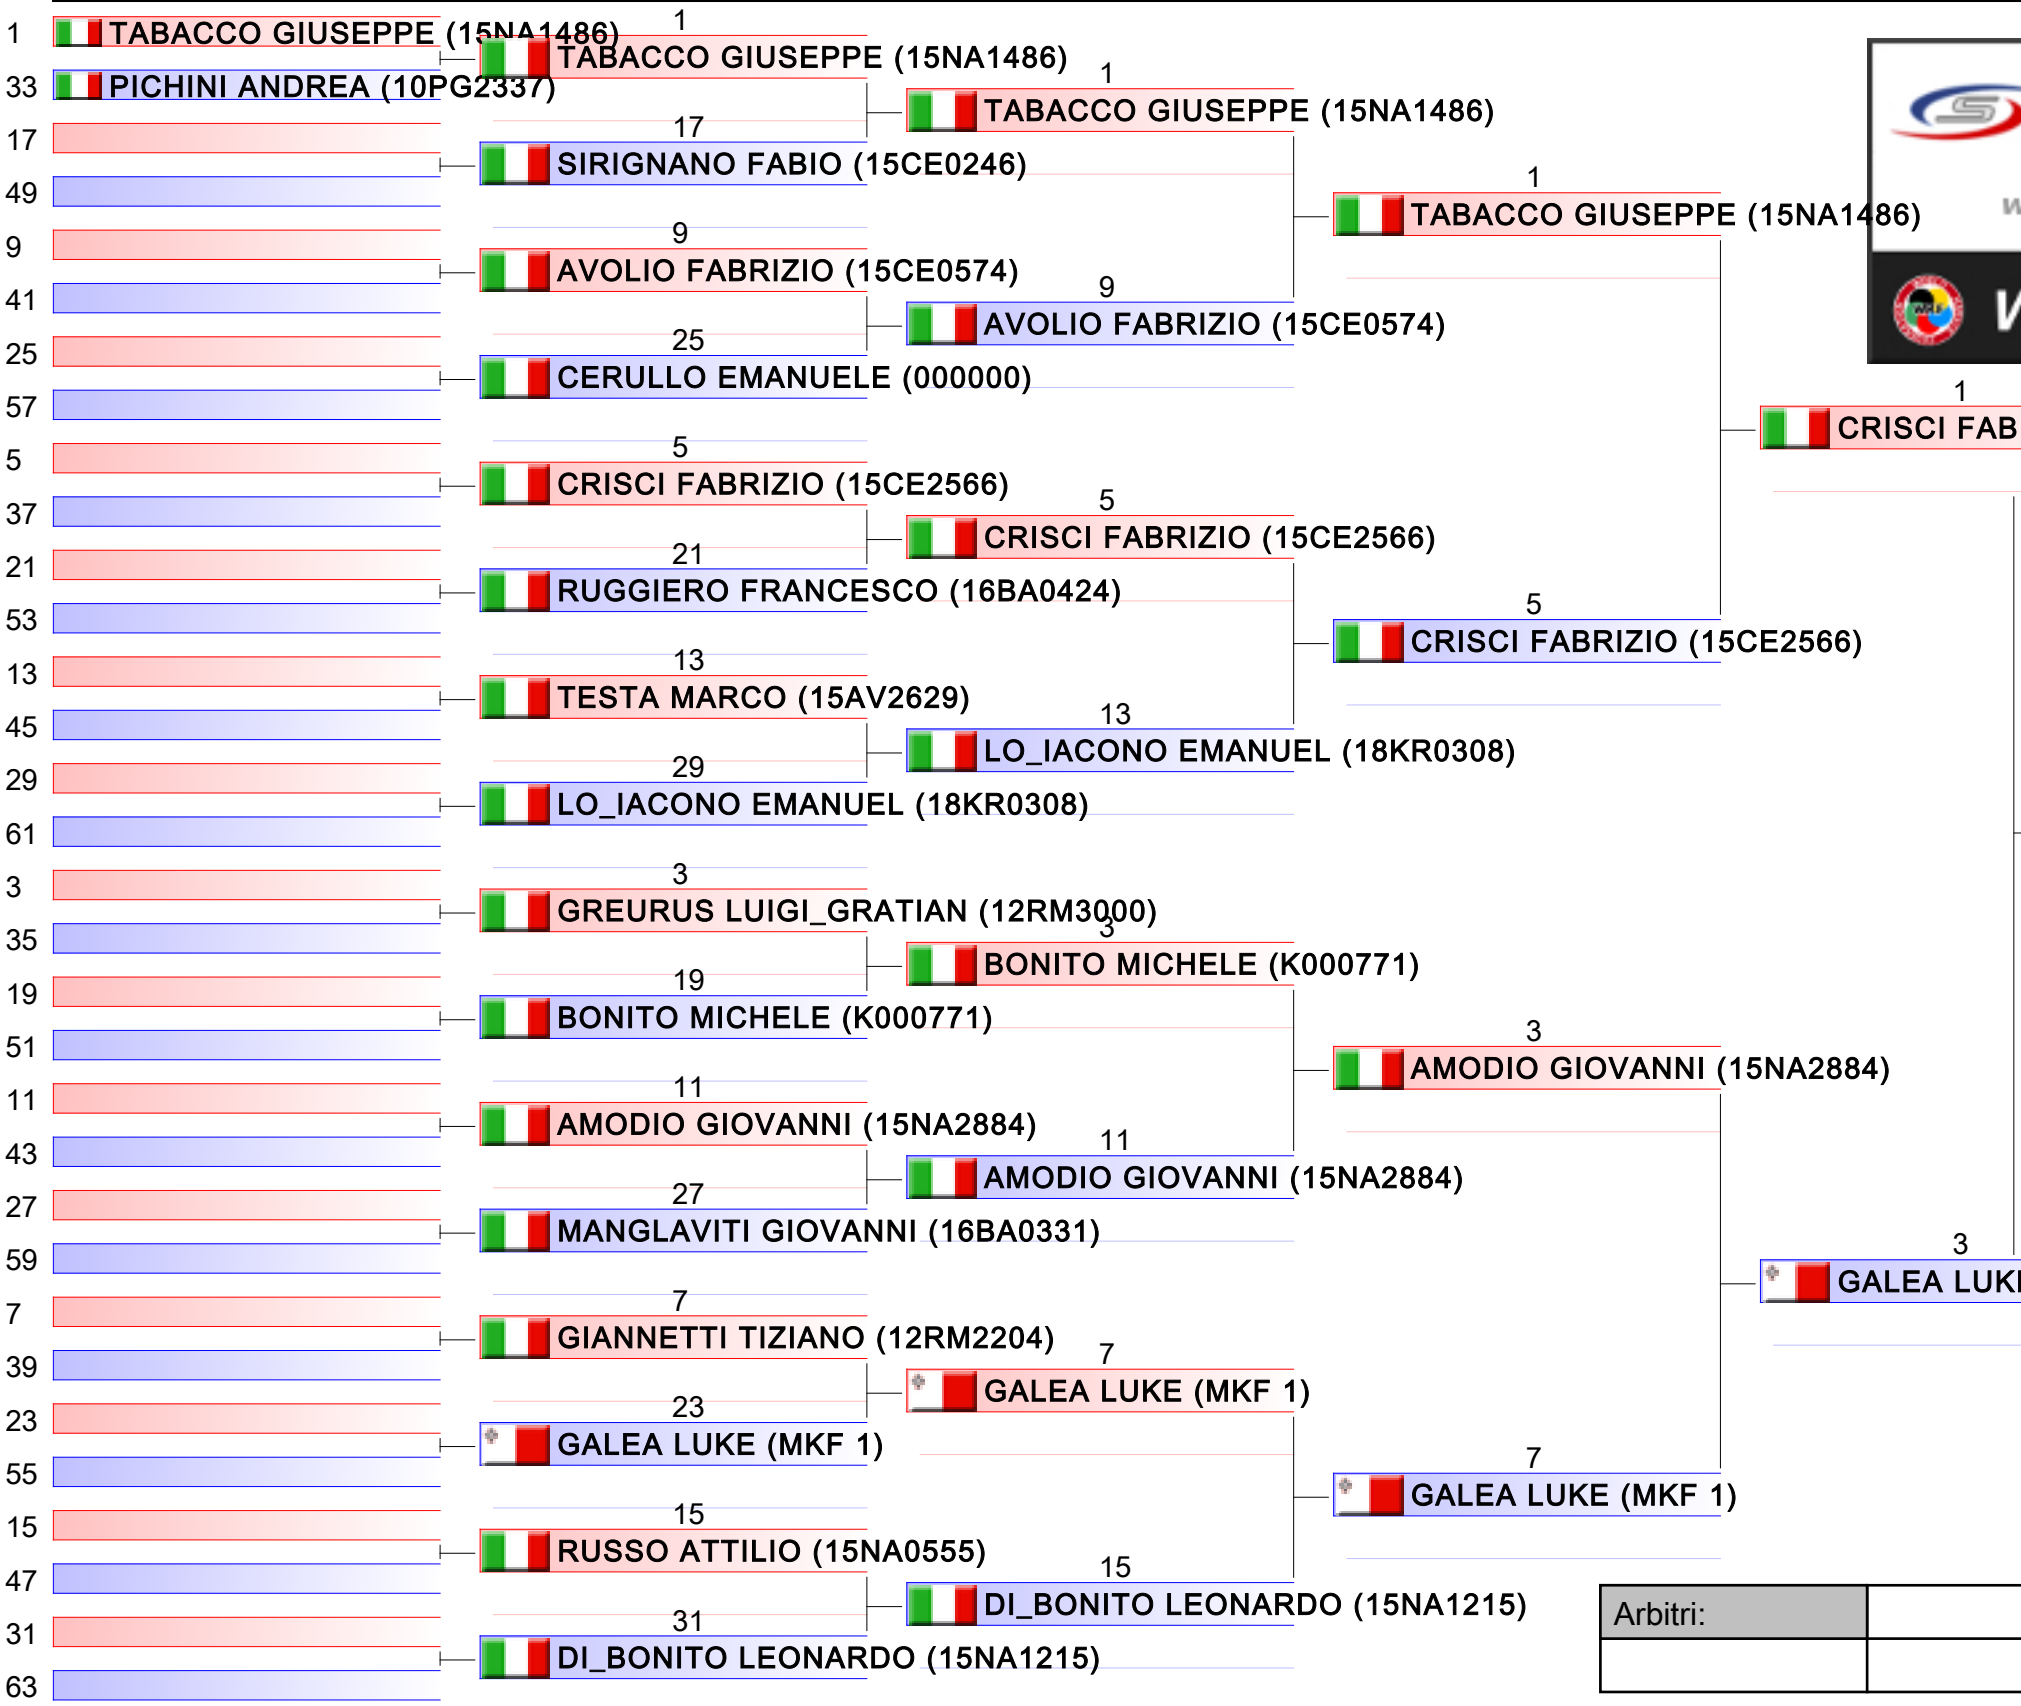 1
TABACCO GIUSEPPE (15NA1486)
33
PICHINI ANDREA (10PG2337)
17
49
9
41
25
57
5
37
21
53
13
45
29
61
3
35
19
51
11
43
27
59
7
39
23
55
15
47
31
63
1
TABACCO GIUSEPPE (15NA1486)
17
SIRIGNANO FABIO (15CE0246)
9
AVOLIO FABRIZIO (15CE0574)
25
CERULLO EMANUELE (000000)
5
CRISCI FABRIZIO (15CE2566)
21
RUGGIERO FRANCESCO (16BA0424)
13
TESTA MARCO (15AV2629)
29
LO_IACONO EMANUEL (18KR0308)
3
GREURUS LUIGI_GRATIAN (12RM3000)
19
BONITO MICHELE (K000771)
11
AMODIO GIOVANNI (15NA2884)
27
MANGLAVITI GIOVANNI (16BA0331)
7
GIANNETTI TIZIANO (12RM2204)
23
GALEA LUKE (MKF 1)
15
RUSSO ATTILIO (15NA0555)
31
DI_BONITO LEONARDO (15NA1215)
1
TABACCO GIUSEPPE (15NA1486)
9
AVOLIO FABRIZIO (15CE0574)
5
CRISCI FABRIZIO (15CE2566)
13
LO_IACONO EMANUEL (18KR0308)
3
BONITO MICHELE (K000771)
11
AMODIO GIOVANNI (15NA2884)
7
GALEA LUKE (MKF 1)
15
DI_BONITO LEONARDO (15NA1215)
1
TABACCO GIUSEPPE (15NA1486)
5
CRISCI FABRIZIO (15CE2566)
3
AMODIO GIOVANNI (15NA2884)
7
GALEA LUKE (MKF 1)
1
CRISCI FAB
3
GALEA LUK
Arbitri: